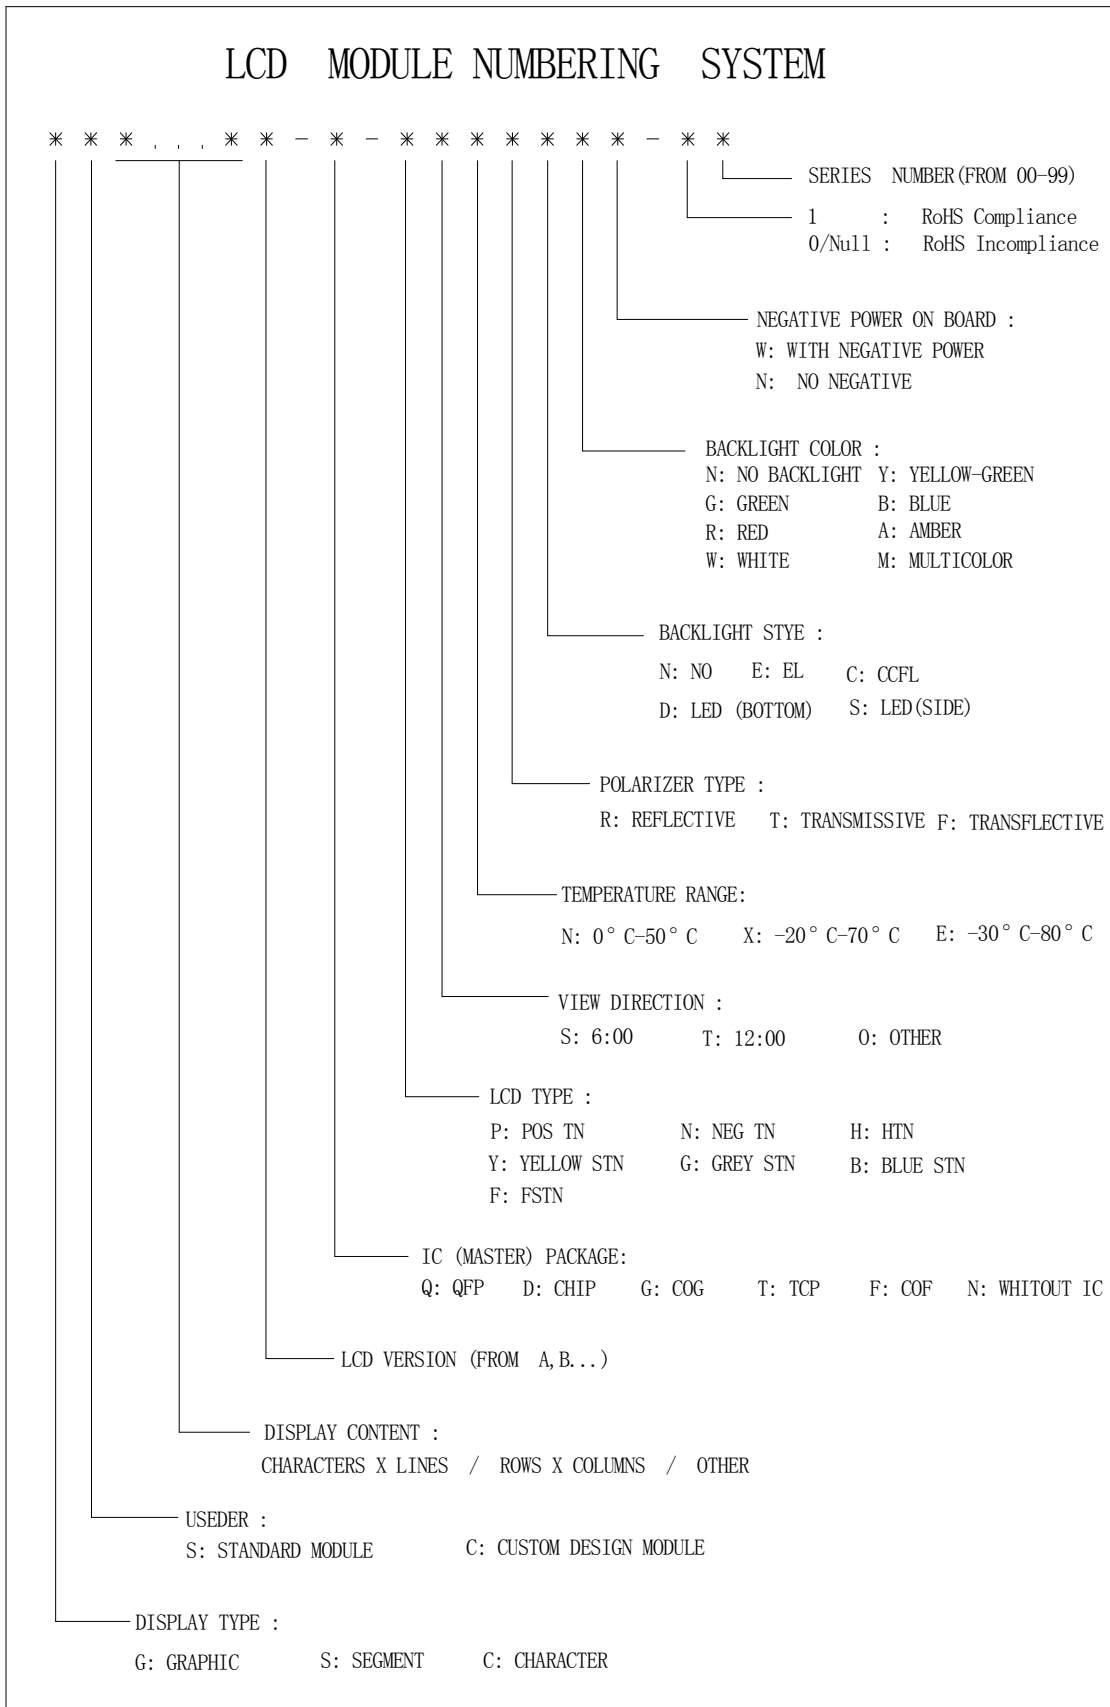 LCD MODULE NUMBERING SYSTEM
* * * . . . * * - * - * * * * * * * - * *
SERIES NUMBER(FROM 00-99)
1 : RoHS Compliance
0/Null : RoHS Incompliance
NEGATIVE POWER ON BOARD :
W: WITH NEGATIVE POWER
N: NO NEGATIVE
BACKLIGHT COLOR :
N: NO BACKLIGHT Y: YELLOW-GREEN
G: GREEN B: BLUE
R: RED A: AMBER
W: WHITE M: MULTICOLOR
BACKLIGHT STYE :
N: NO E: EL C: CCFL
D: LED (BOTTOM) S: LED(SIDE)
POLARIZER TYPE :
R: REFLECTIVE T: TRANSMISSIVE F: TRANSFLECTIVE
TEMPERATURE RANGE:
N: 0° C-50° C X: -20° C-70° C E: -30° C-80° C
VIEW DIRECTION :
S: 6:00 T: 12:00 O: OTHER
LCD TYPE :
P: POS TN N: NEG TN H: HTN
Y: YELLOW STN G: GREY STN B: BLUE STN
F: FSTN
IC (MASTER) PACKAGE:
Q: QFP D: CHIP G: COG T: TCP F: COF N: WHITOUT IC
LCD VERSION (FROM A,B...)
DISPLAY CONTENT :
CHARACTERS X LINES / ROWS X COLUMNS / OTHER
USEDER :
S: STANDARD MODULE C: CUSTOM DESIGN MODULE
DISPLAY TYPE :
G: GRAPHIC S: SEGMENT C: CHARACTER